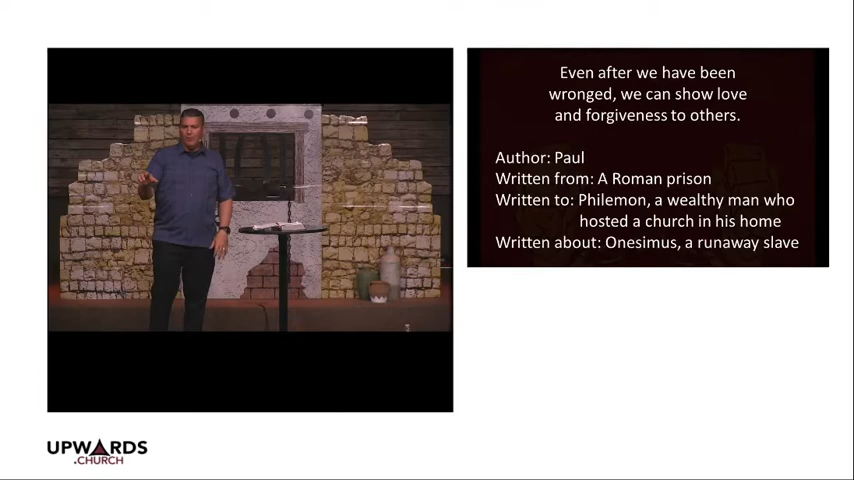 Even after we have been
wronged, we can show love
and forgiveness to others.
Author: Paul
Written from: A Roman prison
Written to: Philemon, a wealthy man who
hosted a church in his home
Written about: Onesimus, a runaway slave
UPWARDS
.CHURCH